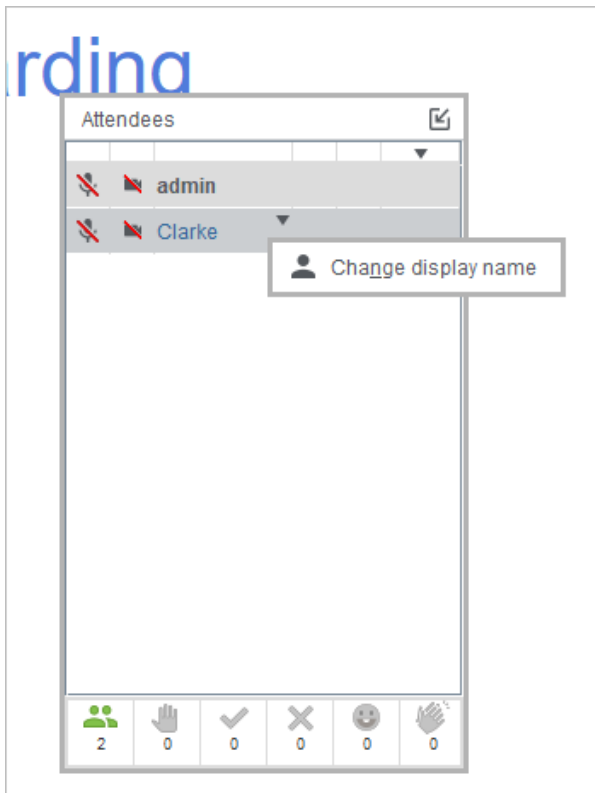 rding
Attendees
admin
Clarke
Change display name
2 0 0 0 0 0